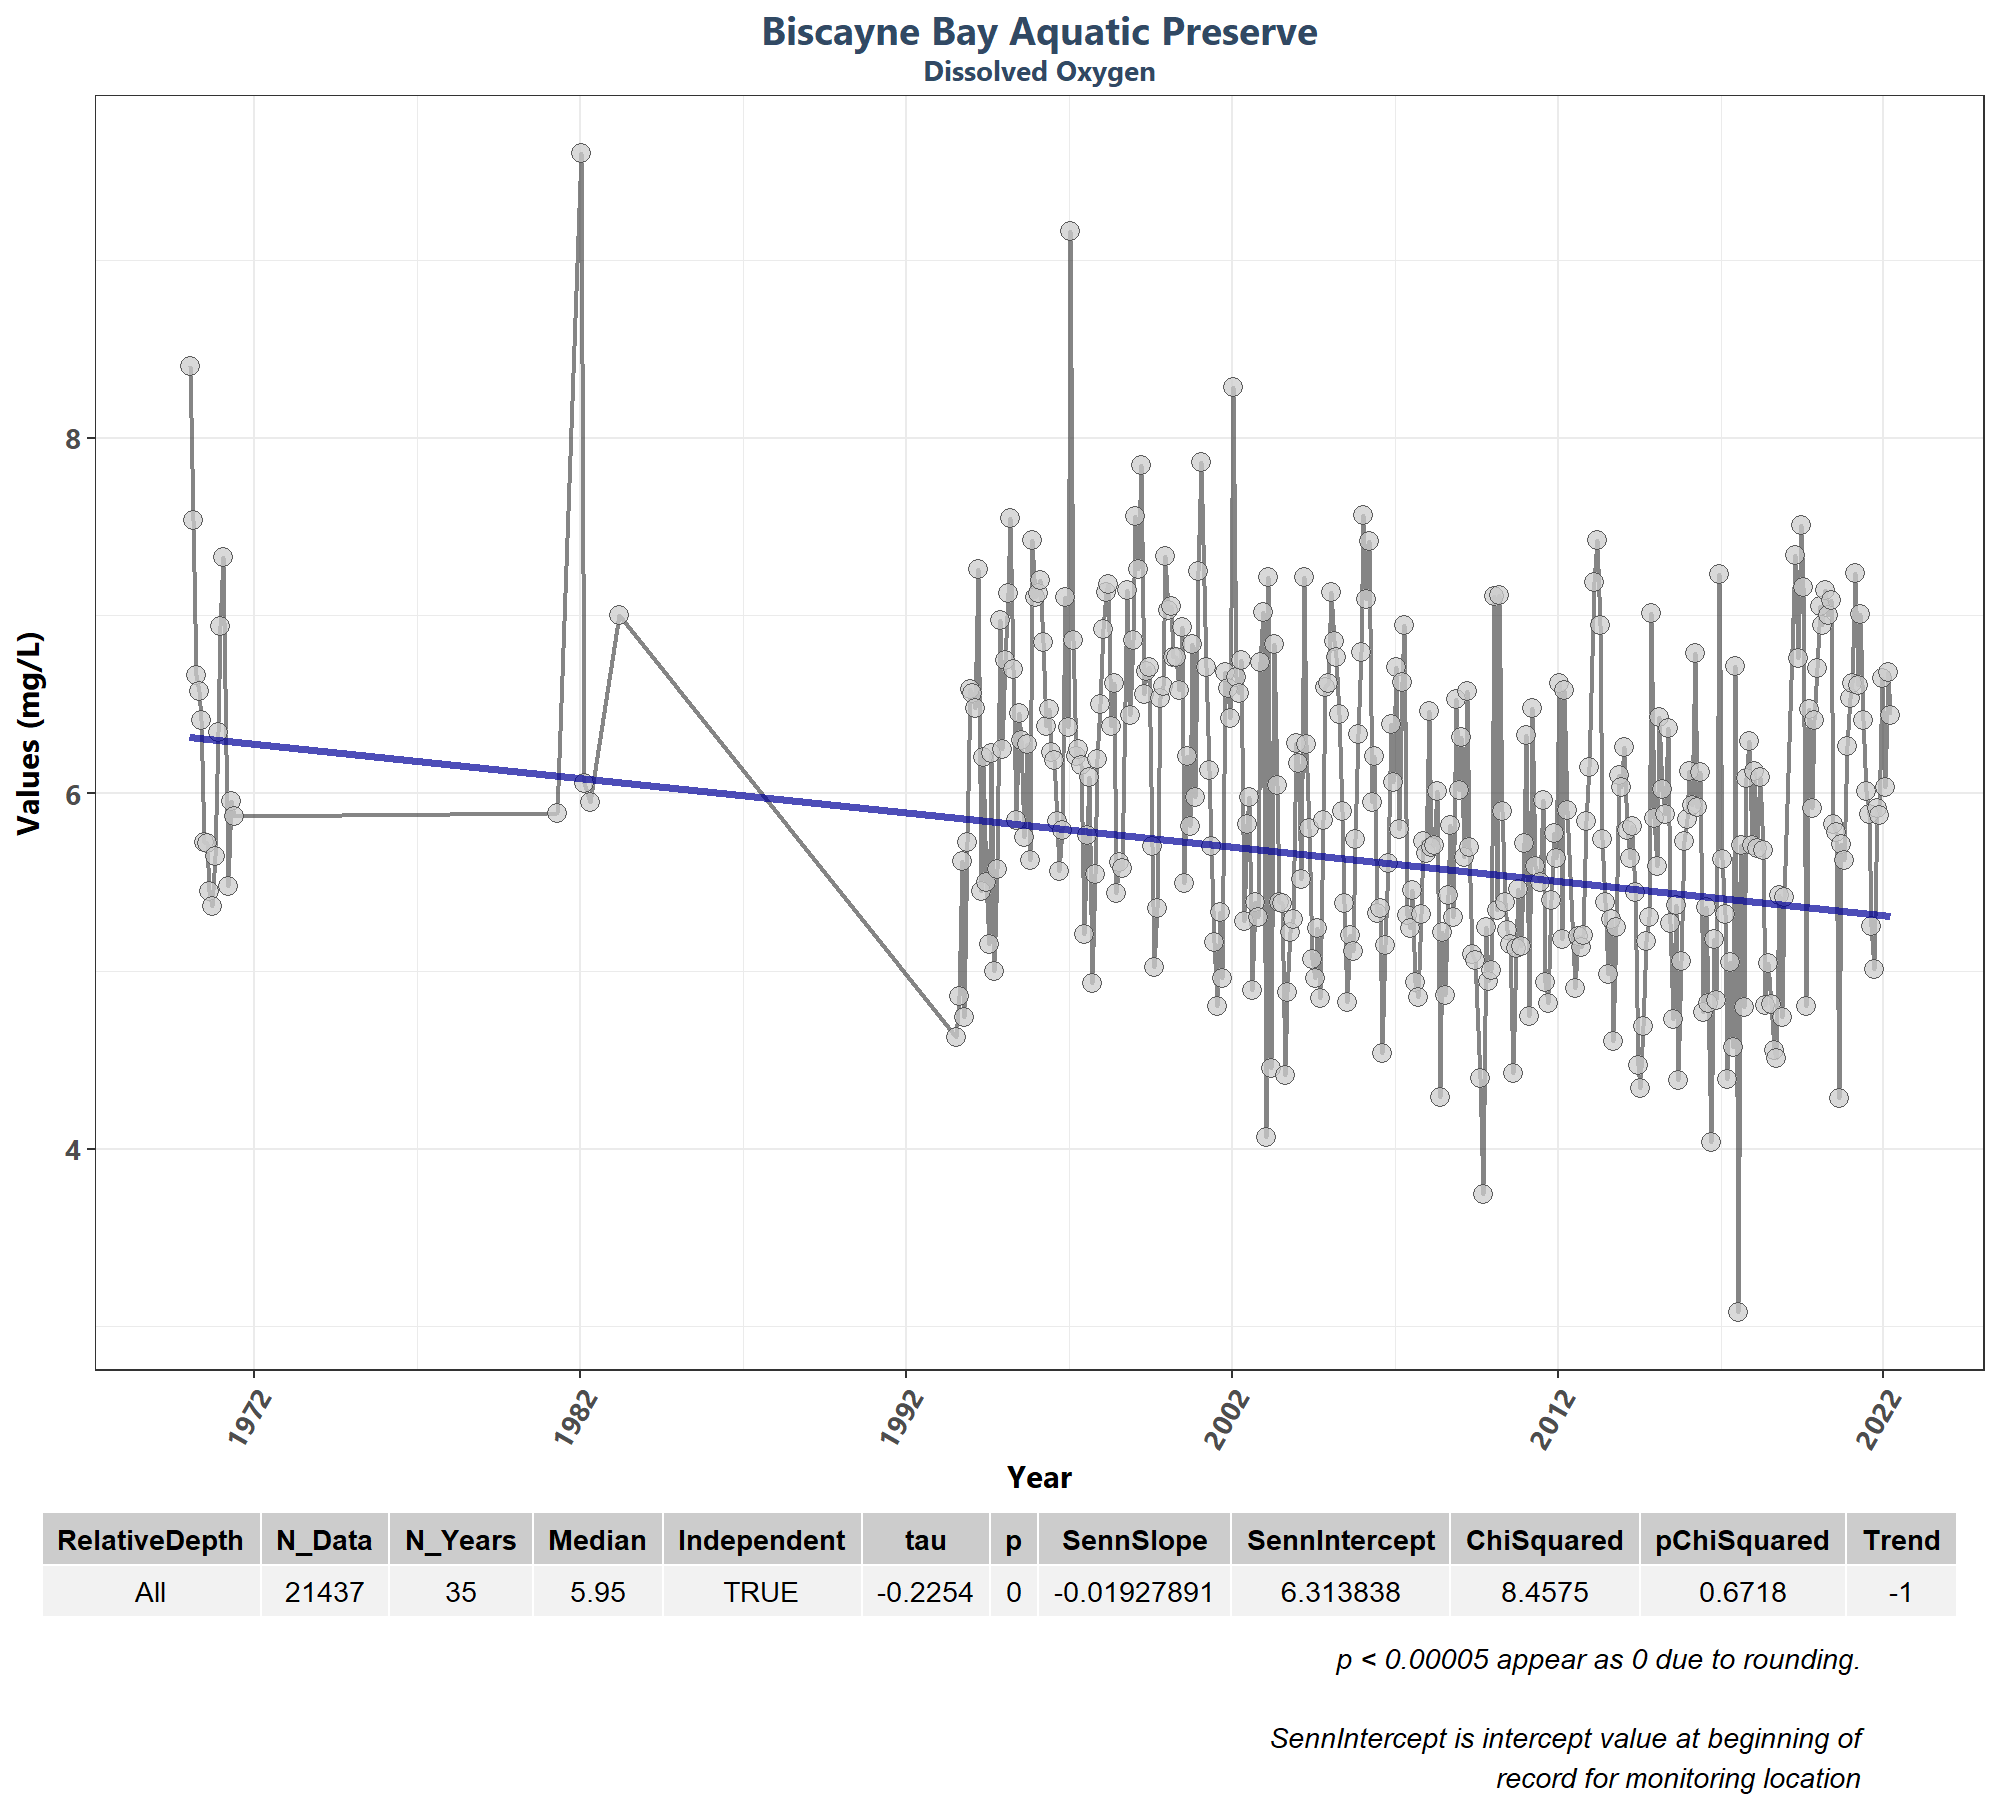 Biscayne Bay Aquatic Preserve
Dissolved Oxygen
Values (mg/L)
8
6
4
1972 1982 1992 2002 2012 2022
Year
RelativeDepth N_Data N_Years Median Independent tau p SennSlope SennIntercept ChiSquared pChiSquared Trend
All 21437 35 5.95 TRUE -0.2254 0 -0.01927891 6.313838 8.4575 0.6718 -1
p < 0.00005 appear as 0 due to rounding.
SennIntercept is intercept value at beginning of
record for monitoring location